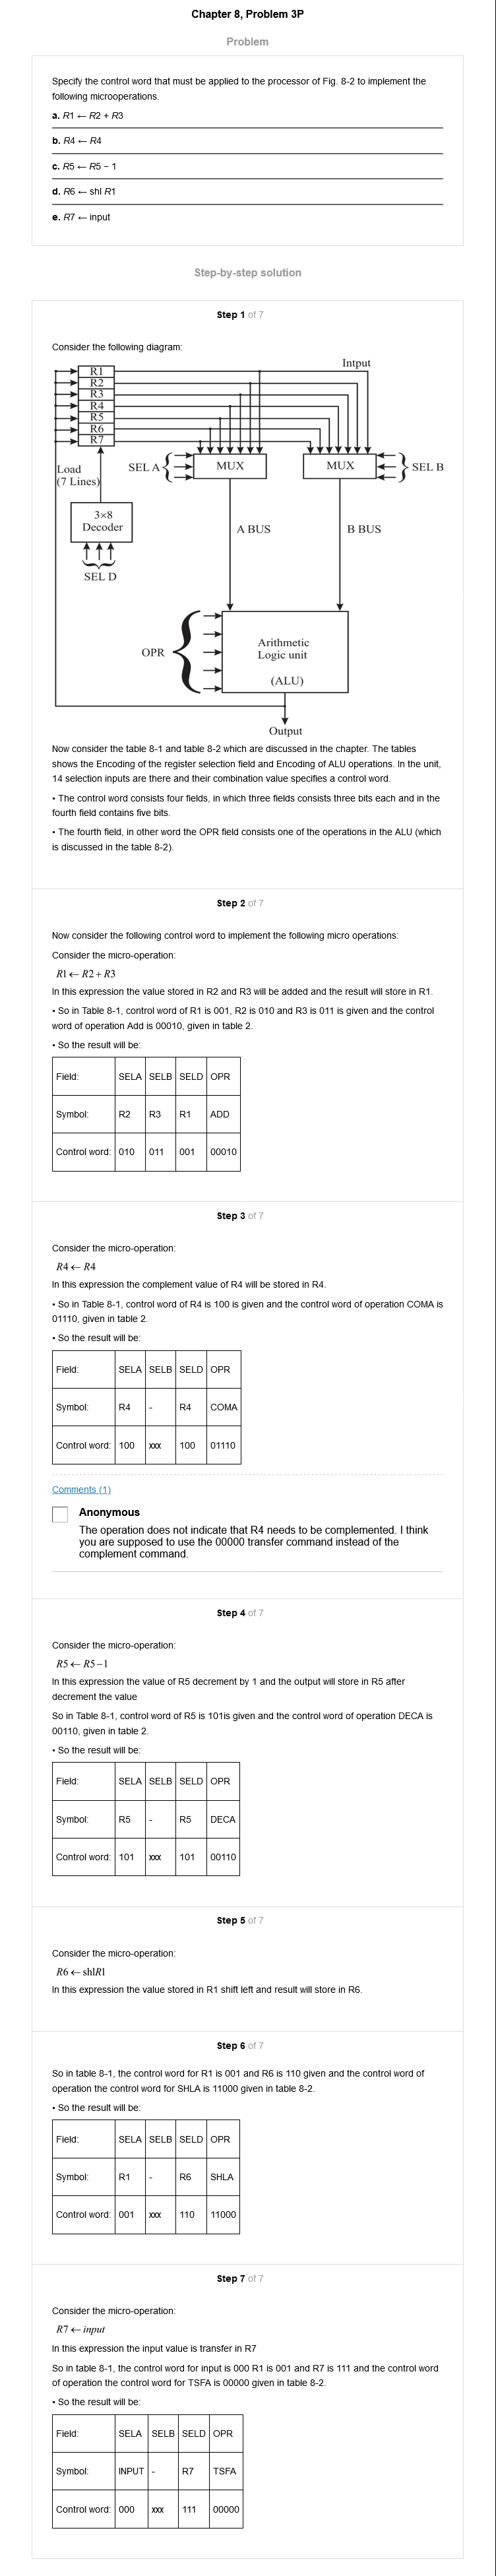 Chapter 8, Problem 3P
Problem
Specify the control word that must be applied to the processor of Fig. 8-2 to implement the
following microoperations.
a. R1 ← R2 + R3
b. R4 ← R4
c. R5 ← R5 − 1
d. R6 ← shl R1
e. R7 ← input
Step-by-step solution
Step 1 of 7
Consider the following diagram:
Intput
R1
R2
R3
R4
R5
R6
R7
Load
(7 Lines)
SEL A
MUX
MUX
SEL B
3×8
Decoder
SEL D
A BUS
B BUS
OPR
Arithmetic
Logic unit
(ALU)
Output
Now consider the table 8-1 and table 8-2 which are discussed in the chapter. The tables
shows the Encoding of the register selection field and Encoding of ALU operations. In the unit,
14 selection inputs are there and their combination value specifies a control word.
• The control word consists four fields, in which three fields consists three bits each and in the
fourth field contains five bits.
• The fourth field, in other word the OPR field consists one of the operations in the ALU (which
is discussed in the table 8-2).
Step 2 of 7
Now consider the following control word to implement the following micro operations:
Consider the micro-operation:
R1 ← R2 + R3
In this expression the value stored in R2 and R3 will be added and the result will store in R1.
• So in Table 8-1, control word of R1 is 001, R2 is 010 and R3 is 011 is given and the control
word of operation Add is 00010, given in table 2.
• So the result will be:
Field: SELA SELB SELD OPR
Symbol: R2 R3 R1 ADD
Control word: 010 011 001 00010
Step 3 of 7
Consider the micro-operation:
R4 ← R4
In this expression the complement value of R4 will be stored in R4.
• So in Table 8-1, control word of R4 is 100 is given and the control word of operation COMA is
01110, given in table 2.
• So the result will be:
Field: SELA SELB SELD OPR
Symbol: R4 - R4 COMA
Control word: 100 xxx 100 01110
Comments (1)
Anonymous
The operation does not indicate that R4 needs to be complemented. I think
you are supposed to use the 00000 transfer command instead of the
complement command.
Step 4 of 7
Consider the micro-operation:
R5 ← R5 − 1
In this expression the value of R5 decrement by 1 and the output will store in R5 after
decrement the value
So in Table 8-1, control word of R5 is 101is given and the control word of operation DECA is
00110, given in table 2.
• So the result will be:
Field: SELA SELB SELD OPR
Symbol: R5 - R5 DECA
Control word: 101 xxx 101 00110
Step 5 of 7
Consider the micro-operation:
R6 ← shlR1
In this expression the value stored in R1 shift left and result will store in R6.
Step 6 of 7
So in table 8-1, the control word for R1 is 001 and R6 is 110 given and the control word of
operation the control word for SHLA is 11000 given in table 8-2.
• So the result will be:
Field: SELA SELB SELD OPR
Symbol: R1 - R6 SHLA
Control word: 001 xxx 110 11000
Step 7 of 7
Consider the micro-operation:
R7 ← input
In this expression the input value is transfer in R7
So in table 8-1, the control word for input is 000 R1 is 001 and R7 is 111 and the control word
of operation the control word for TSFA is 00000 given in table 8-2.
• So the result will be:
Field: SELA SELB SELD OPR
Symbol: INPUT - R7 TSFA
Control word: 000 xxx 111 00000